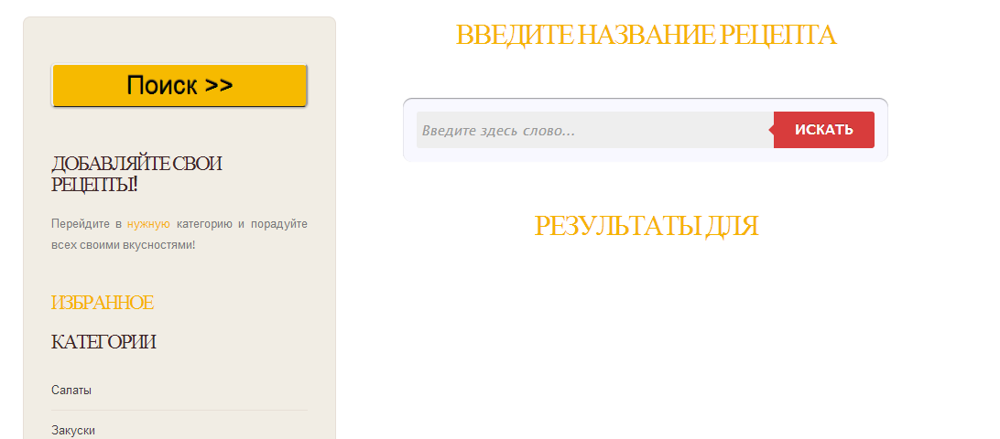 Поиск >>
ДОБАВЛЯЙТЕ СВОИ
РЕЦЕПТЫ!
Перейдите в нужную категорию и порадуйте
всех своими вкусностями!
ИЗБРАННОЕ
КАТЕГОРИИ
Салаты
Закуски
ВВЕДИТЕ НАЗВАНИЕ РЕЦЕПТА
Введите здесь слово... ИСКАТЬ
РЕЗУЛЬТАТЫ ДЛЯ